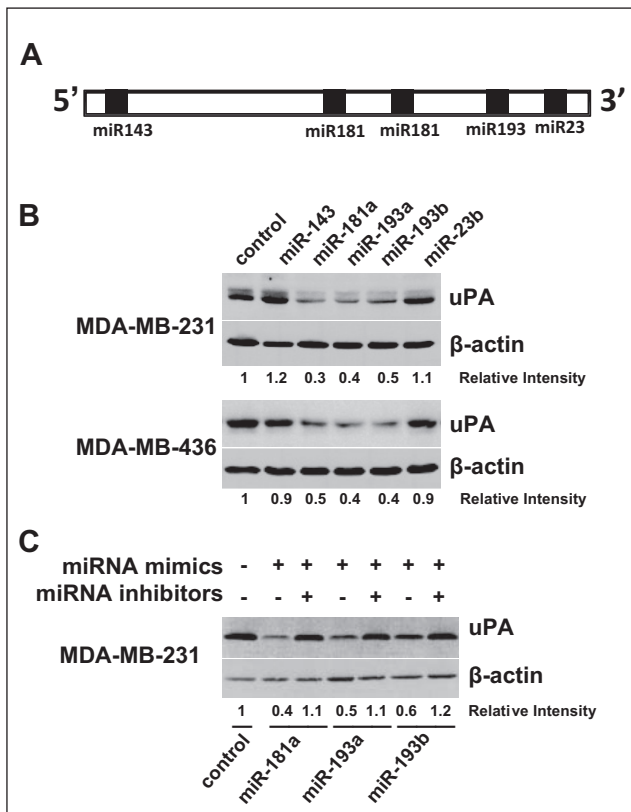 A
5’ 3’
miR143 miR181 miR181 miR193 miR23
B
control miR-143 miR-181a miR-193a miR-193b miR-23b
uPA
MDA-MB-231
β-actin
1 1.2 0.3 0.4 0.5 1.1 Relative Intensity
uPA
MDA-MB-436
β-actin
1 0.9 0.5 0.4 0.4 0.9 Relative Intensity
C
miRNA mimics - + + + + + +
miRNA inhibitors - - + - + - +
uPA
MDA-MB-231
β-actin
1 0.4 1.1 0.5 1.1 0.6 1.2 Relative Intensity
control miR-181a miR-193a miR-193b